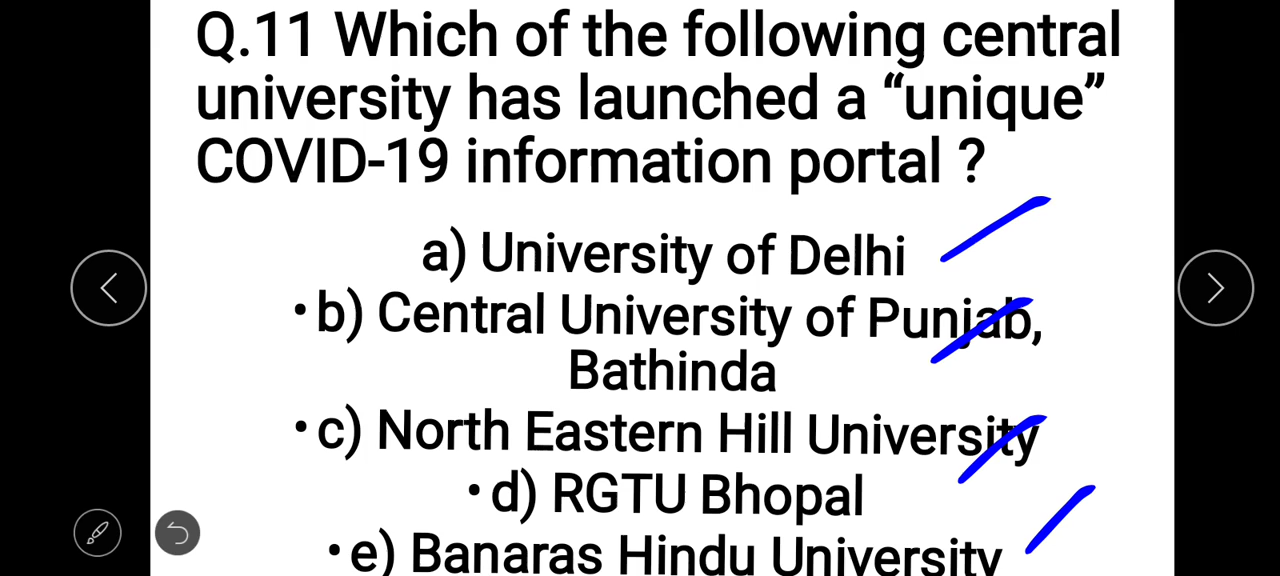 Q.11 Which of the following central
university has launched a “unique”
COVID-19 information portal ?
a) University of Delhi
•b) Central University of Punjab,
Bathinda
•c) North Eastern Hill University
•d) RGTU Bhopal
•e) Banaras Hindu University